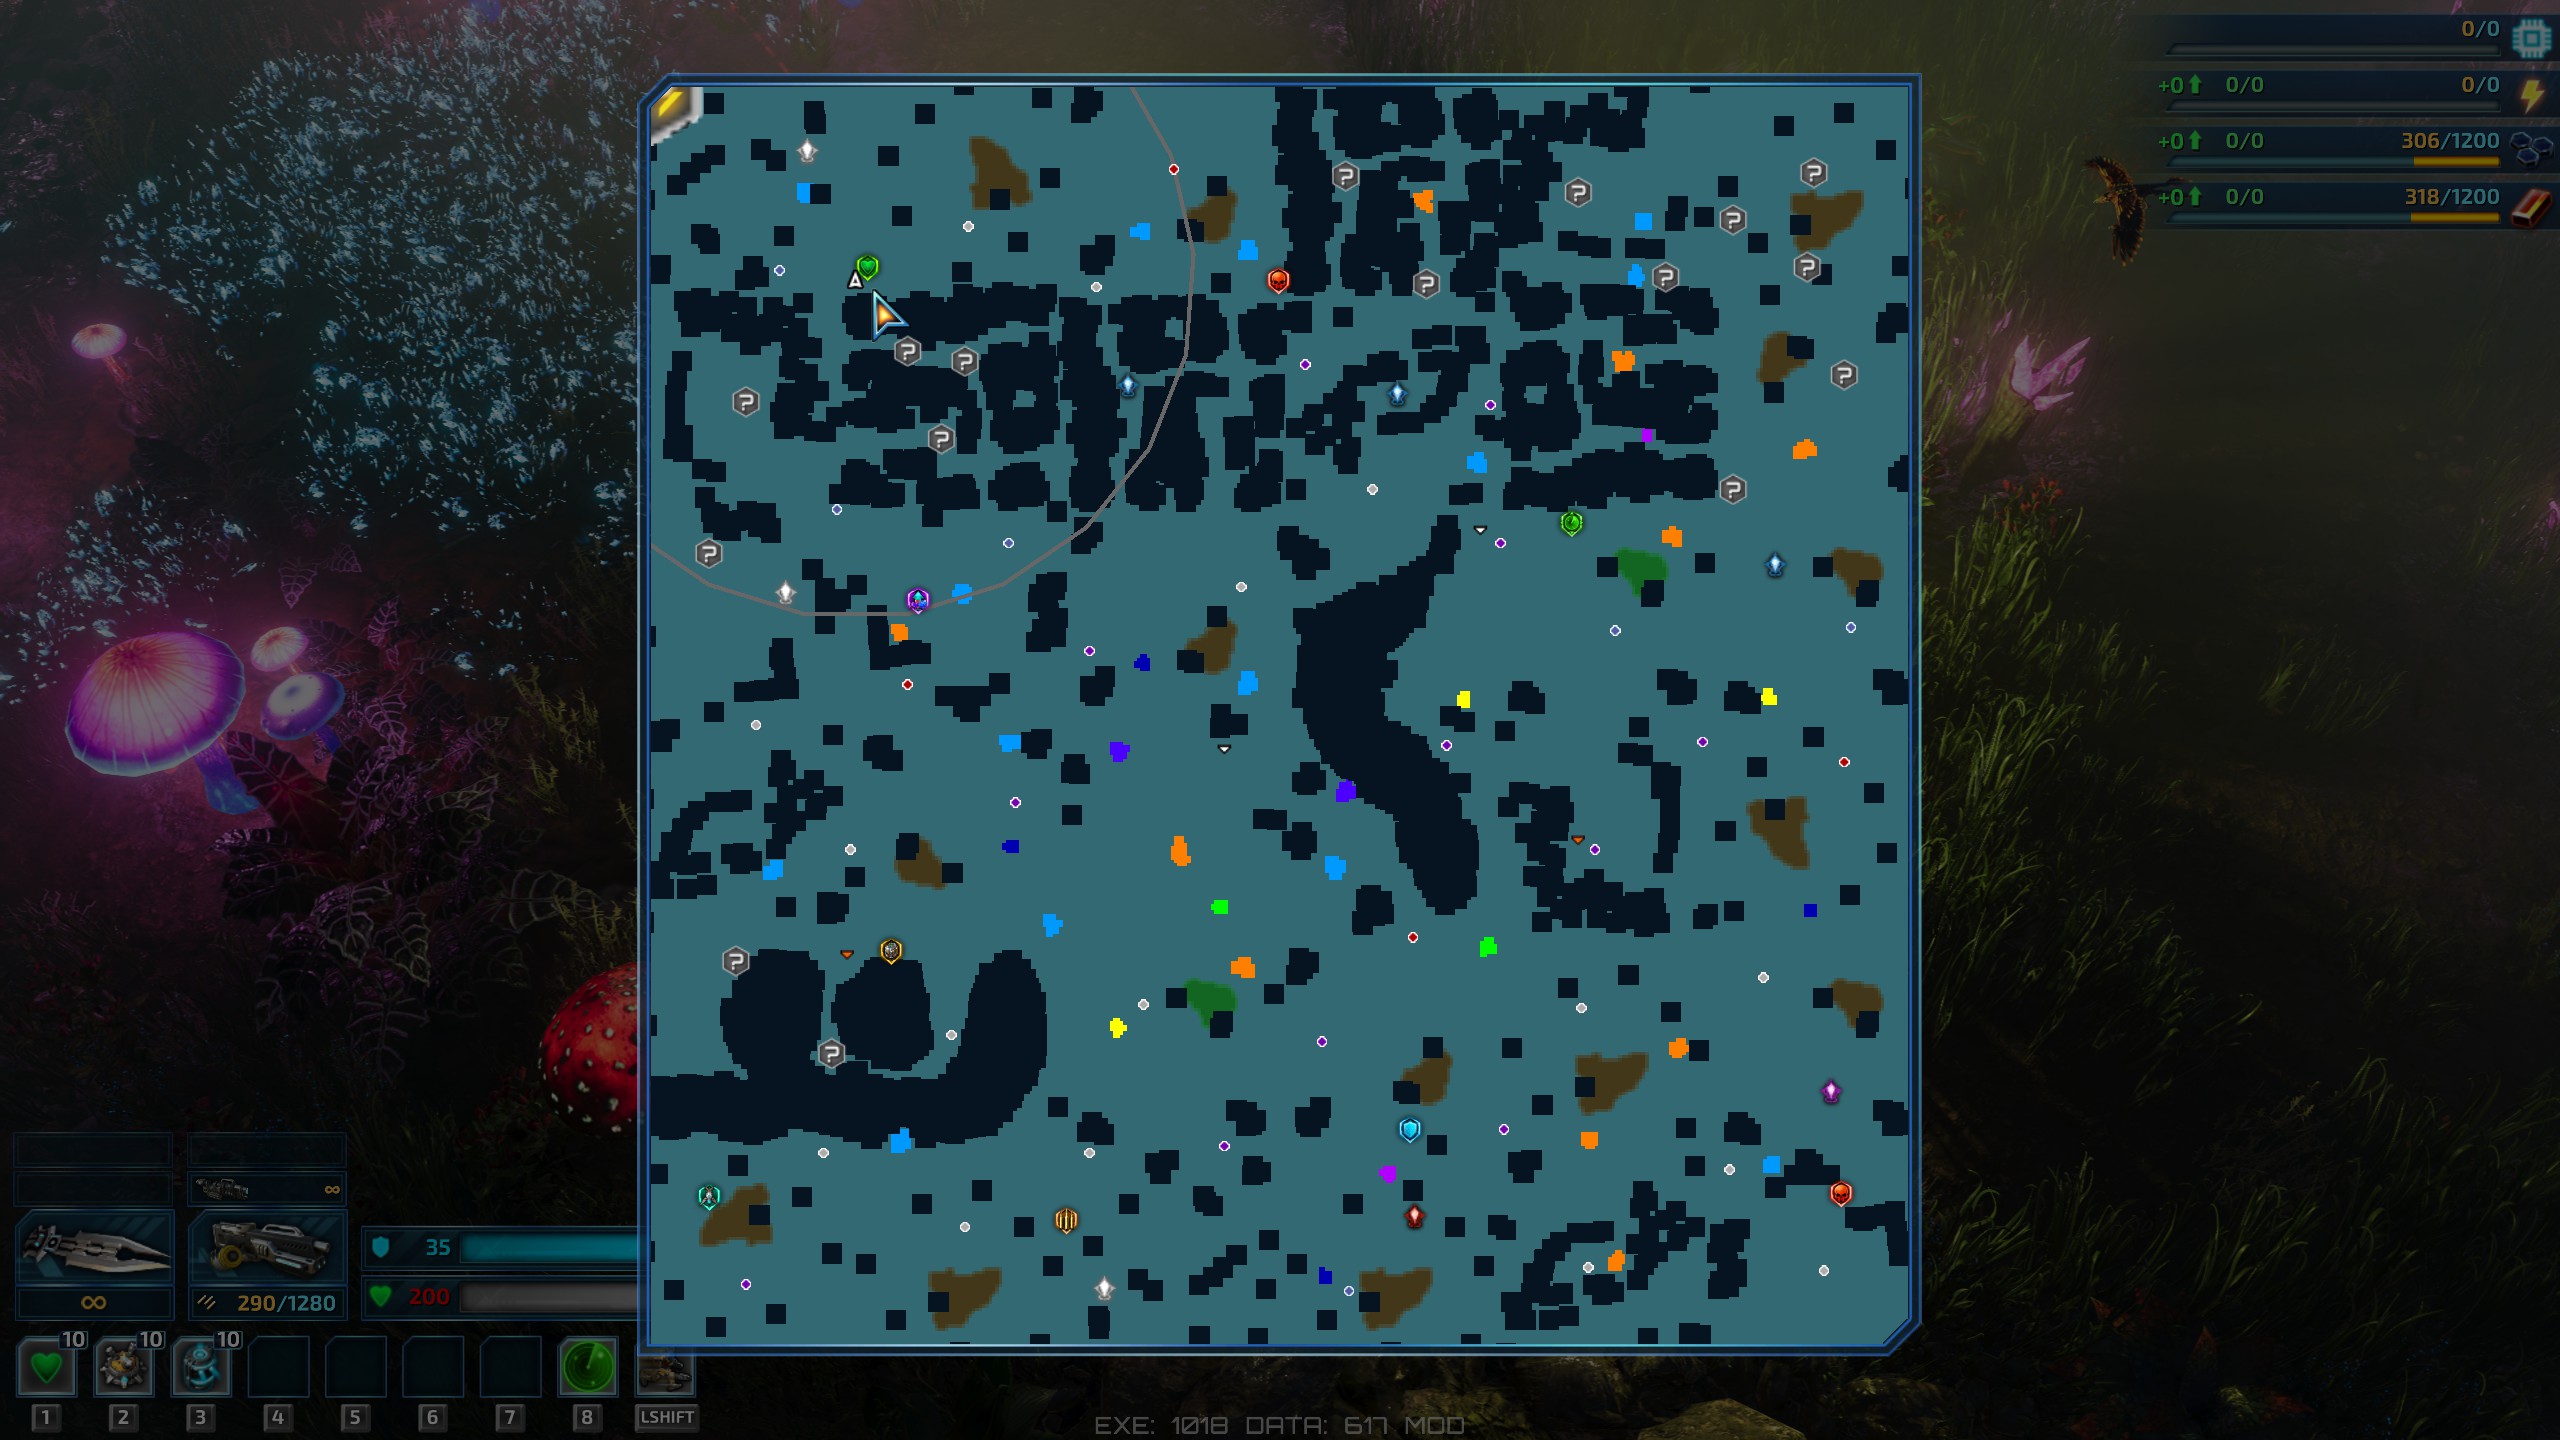 0/0
+0 0/0 0/0
+0 0/0 306/1200
+0 0/0 318/1200
A
? ? ? ? ? ? ? ? ? ? ? ? ? ? ? ?
∞
35
∞ 290/1280 200
10 10 10
1 2 3 4 5 6 7 8 LSHIFT
EXE: 1018 DATA: 617 MOD